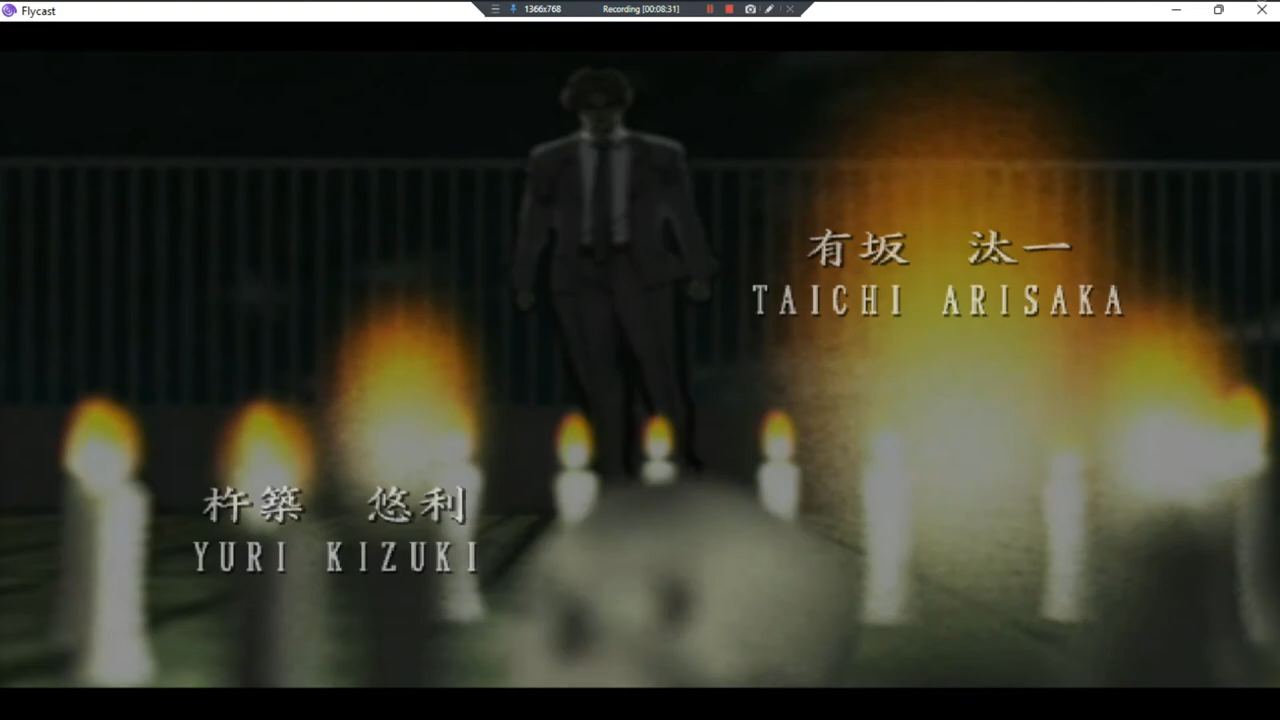 Flycast
1366x768
Recording [00:08:31]
有坂　汰一
TAICHI ARISAKA
杵築　悠利
YURI KIZUKI